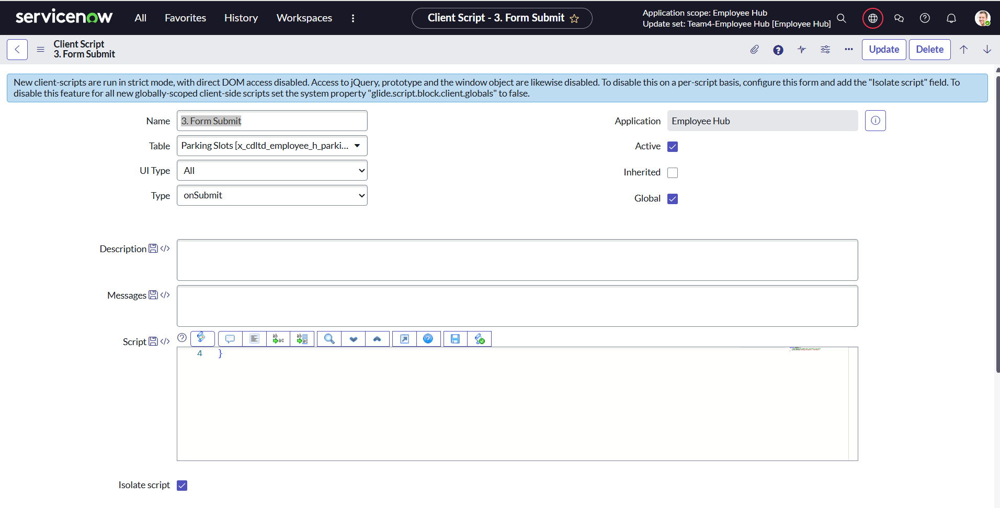 servicenow
All
Favorites
History
Workspaces
Client Script - 3. Form Submit
Application scope: Employee Hub
Update set: Team4-Employee Hub [Employee Hub]
Client Script
3. Form Submit
Update
Delete
New client-scripts are run in strict mode, with direct DOM access disabled. Access to jQuery, prototype and the window object are likewise disabled. To disable this on a per-script basis, configure this form and add the "Isolate script" field. To
disable this feature for all new globally-scoped client-side scripts set the system property "glide.script.block.client.globals" to false.
Name
3. Form Submit
Application
Employee Hub
Table
Parking Slots [x_cdltd_employee_h_parki...
Active
UI Type
All
Inherited
Type
onSubmit
Global
Description
Messages
Script
4 }
Isolate script